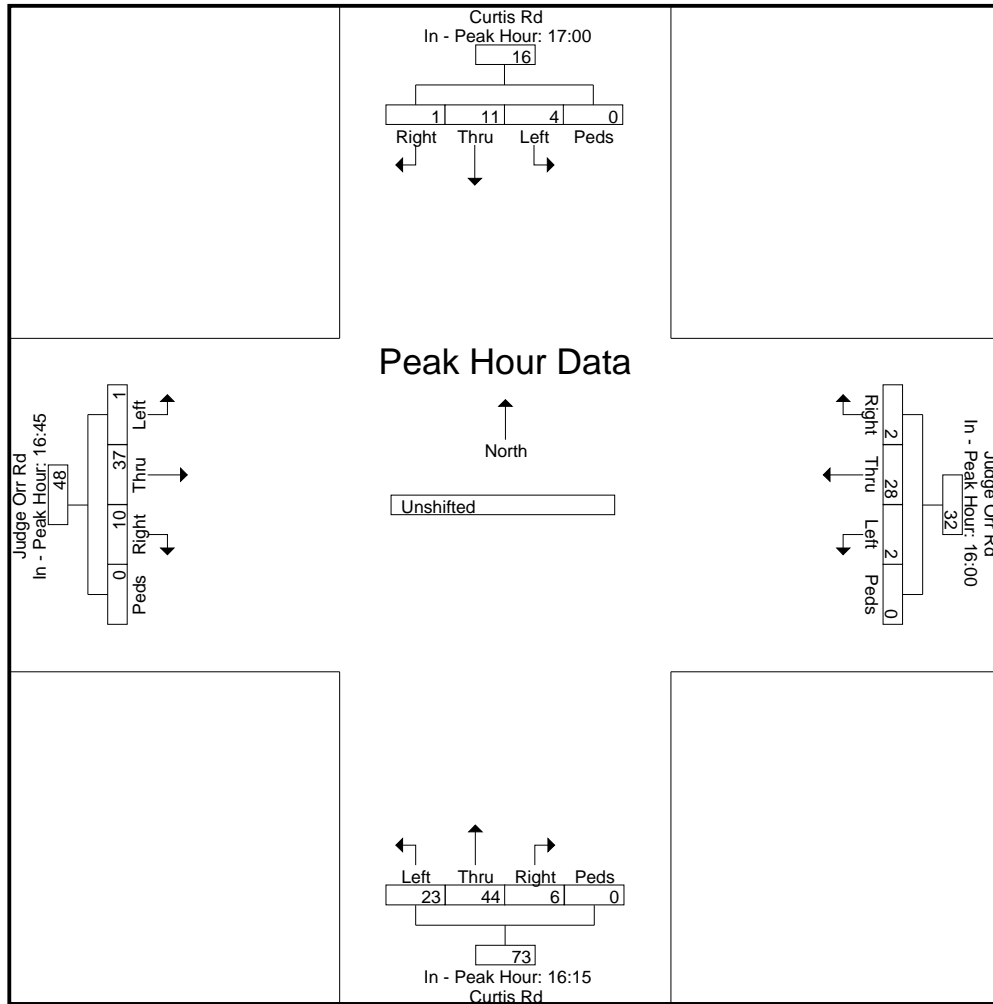 Curtis Rd
In - Peak Hour: 17:00
16
1 11 4 0
Right Thru Left Peds
Peak Hour Data
North
Unshifted
Judge Orr Rd
In - Peak Hour: 16:45
48
1 37 10 0
Left Thru Right Peds
Judge Orr Rd
In - Peak Hour: 16:00
32
2 28 2 0
Right Thru Left Peds
Left Thru Right Peds
23 44 6 0
73
In - Peak Hour: 16:15
Curtis Rd